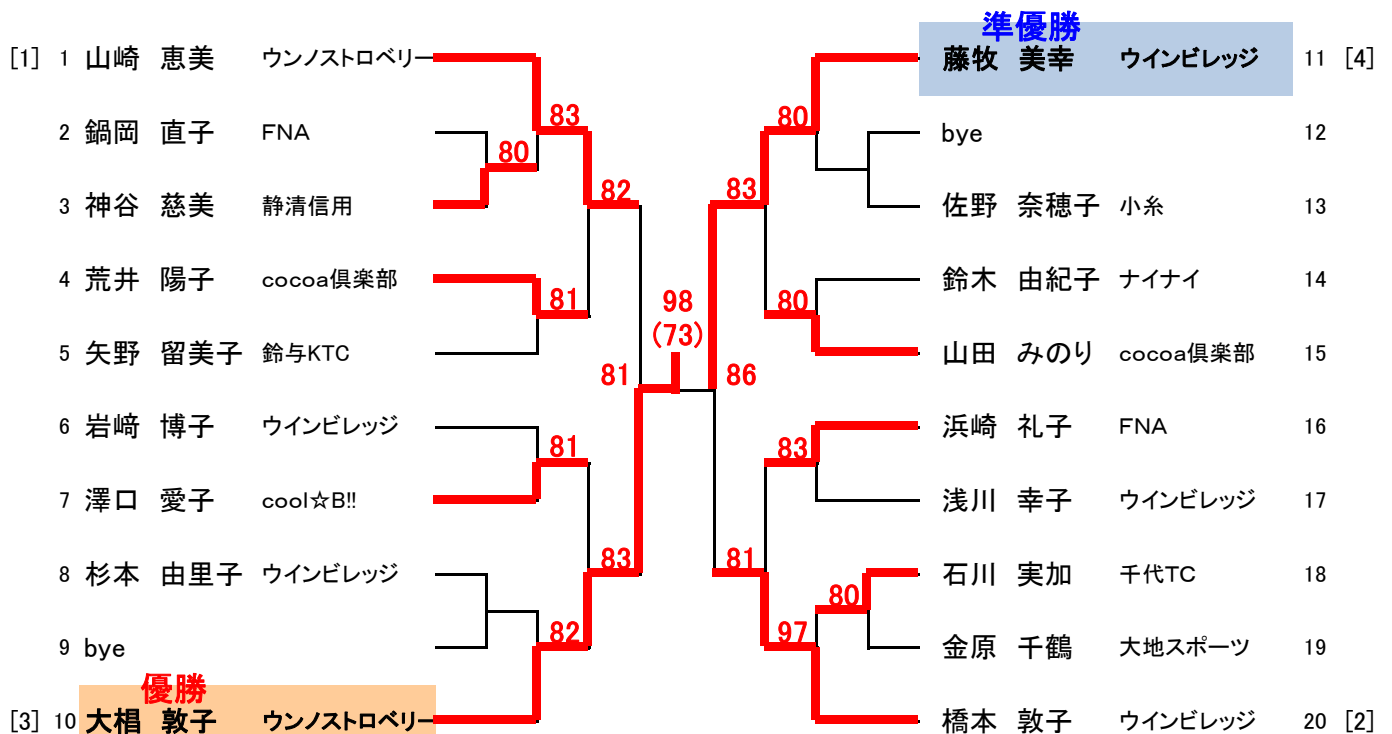 準優勝
[1] 1 山崎 恵美 ウンノストロベリー
藤牧 美幸 ウインビレッジ 11 [4]
83
80
2 鍋岡 直子 FNA
bye 12
80
82
83
3 神谷 慈美 静清信用
佐野 奈穂子 小糸 13
4 荒井 陽子 cocoa倶楽部
鈴木 由紀子 ナイナイ 14
81
98
80
(73)
5 矢野 留美子 鈴与KTC
山田 みのり cocoa倶楽部 15
81
86
6 岩﨑 博子 ウインビレッジ
浜崎 礼子 FNA 16
81
83
7 澤口 愛子 cool☆B!!
浅川 幸子 ウインビレッジ 17
83
81
8 杉本 由里子 ウインビレッジ
石川 実加 千代TC 18
80
82
97
9 bye
金原 千鶴 大地スポーツ 19
優勝
[3] 10 大椙 敦子 ウンノストロベリー
橋本 敦子 ウインビレッジ 20 [2]